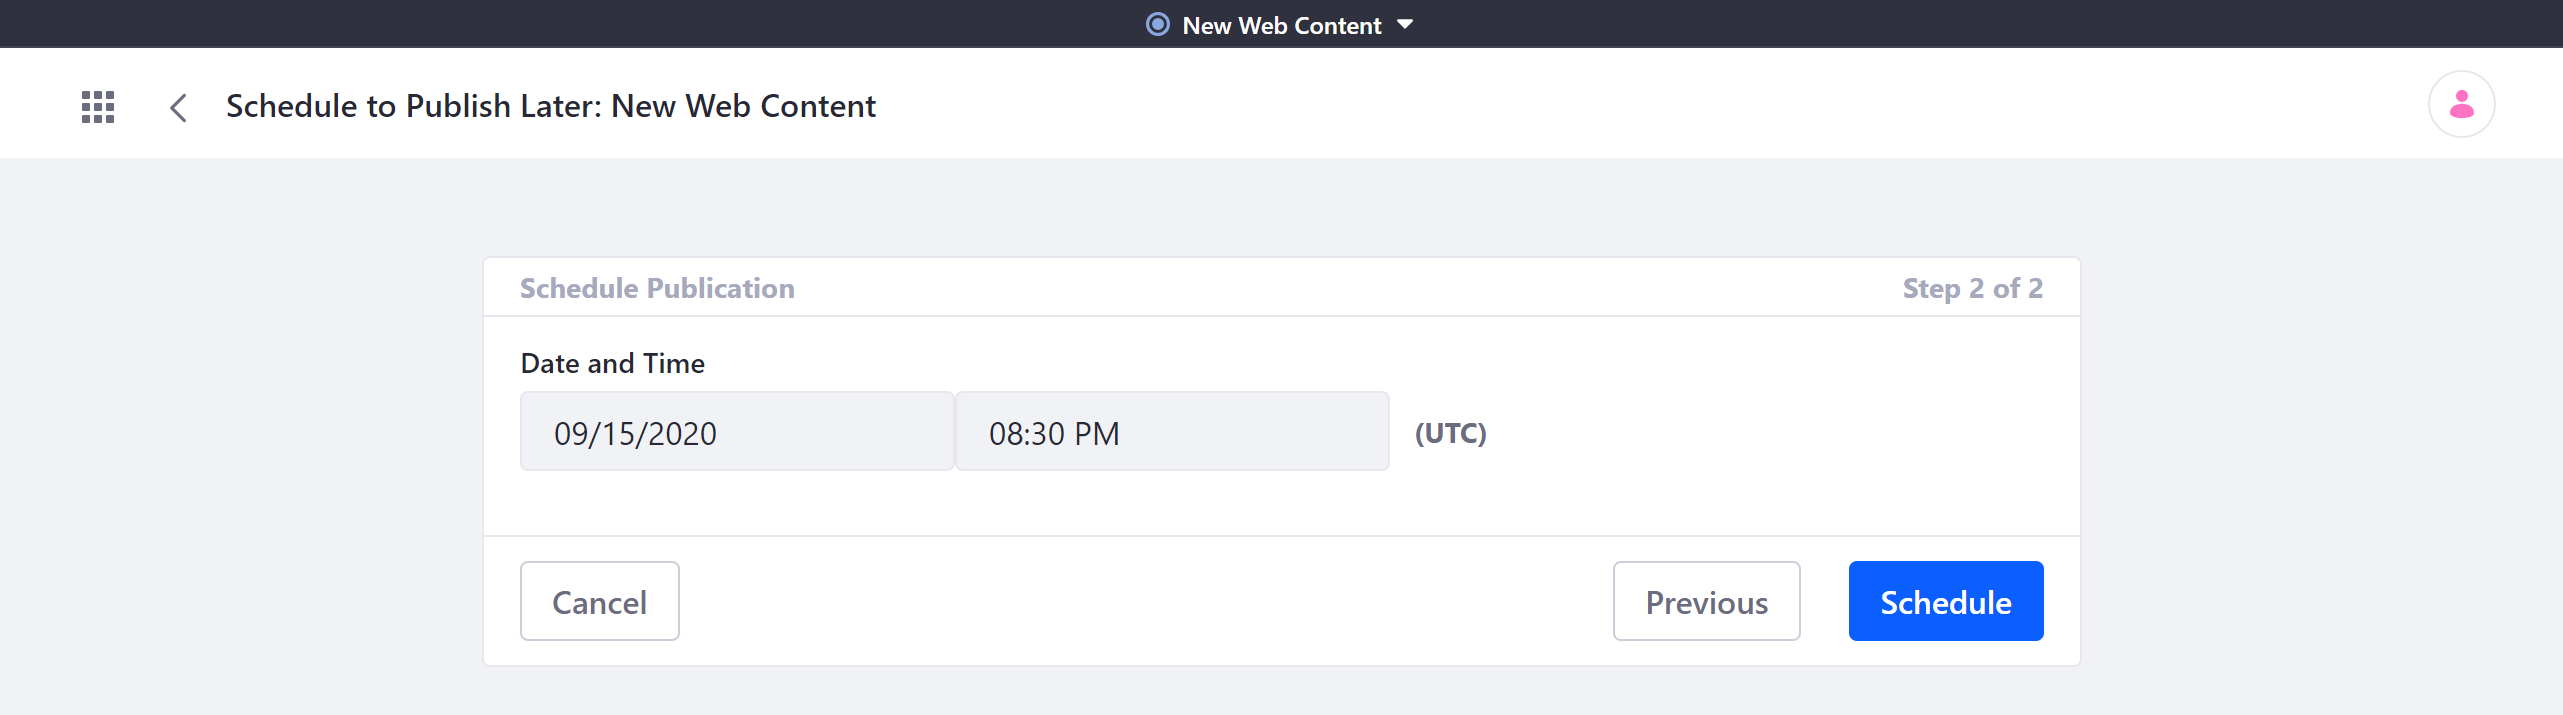 New Web Content
Schedule to Publish Later: New Web Content
Schedule Publication Step 2 of 2
Date and Time
09/15/2020 08:30 PM (UTC)
Cancel Previous Schedule